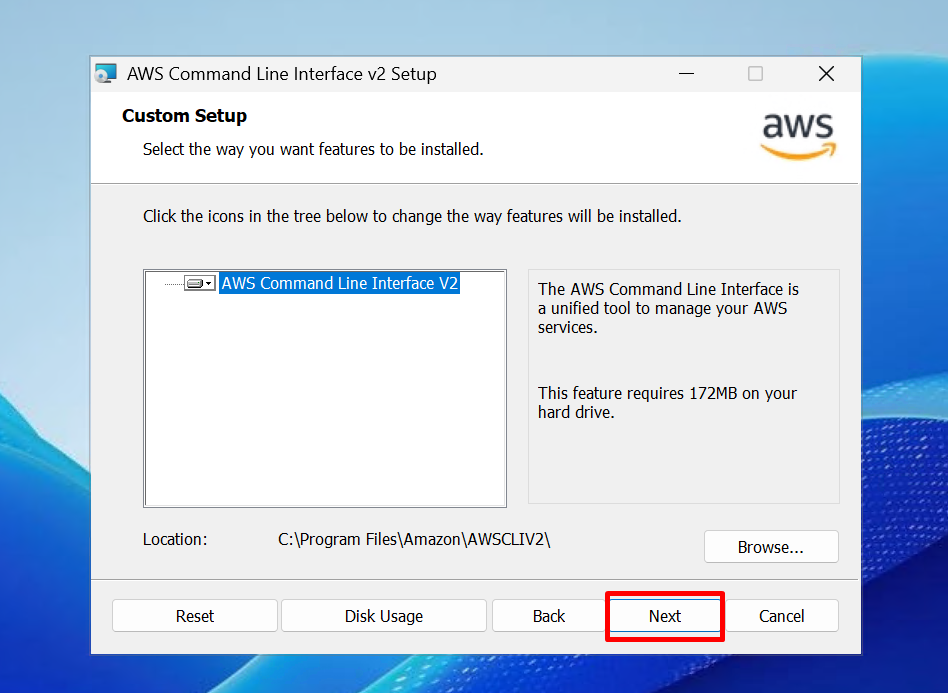 AWS Command Line Interface v2 Setup
Custom Setup
aws
Select the way you want features to be installed.
Click the icons in the tree below to change the way features will be installed.
AWS Command Line Interface V2
The AWS Command Line Interface is
a unified tool to manage your AWS
services.
This feature requires 172MB on your
hard drive.
Location: C:\Program Files\Amazon\AWSCLIV2\
Browse...
Reset Disk Usage Back Next Cancel